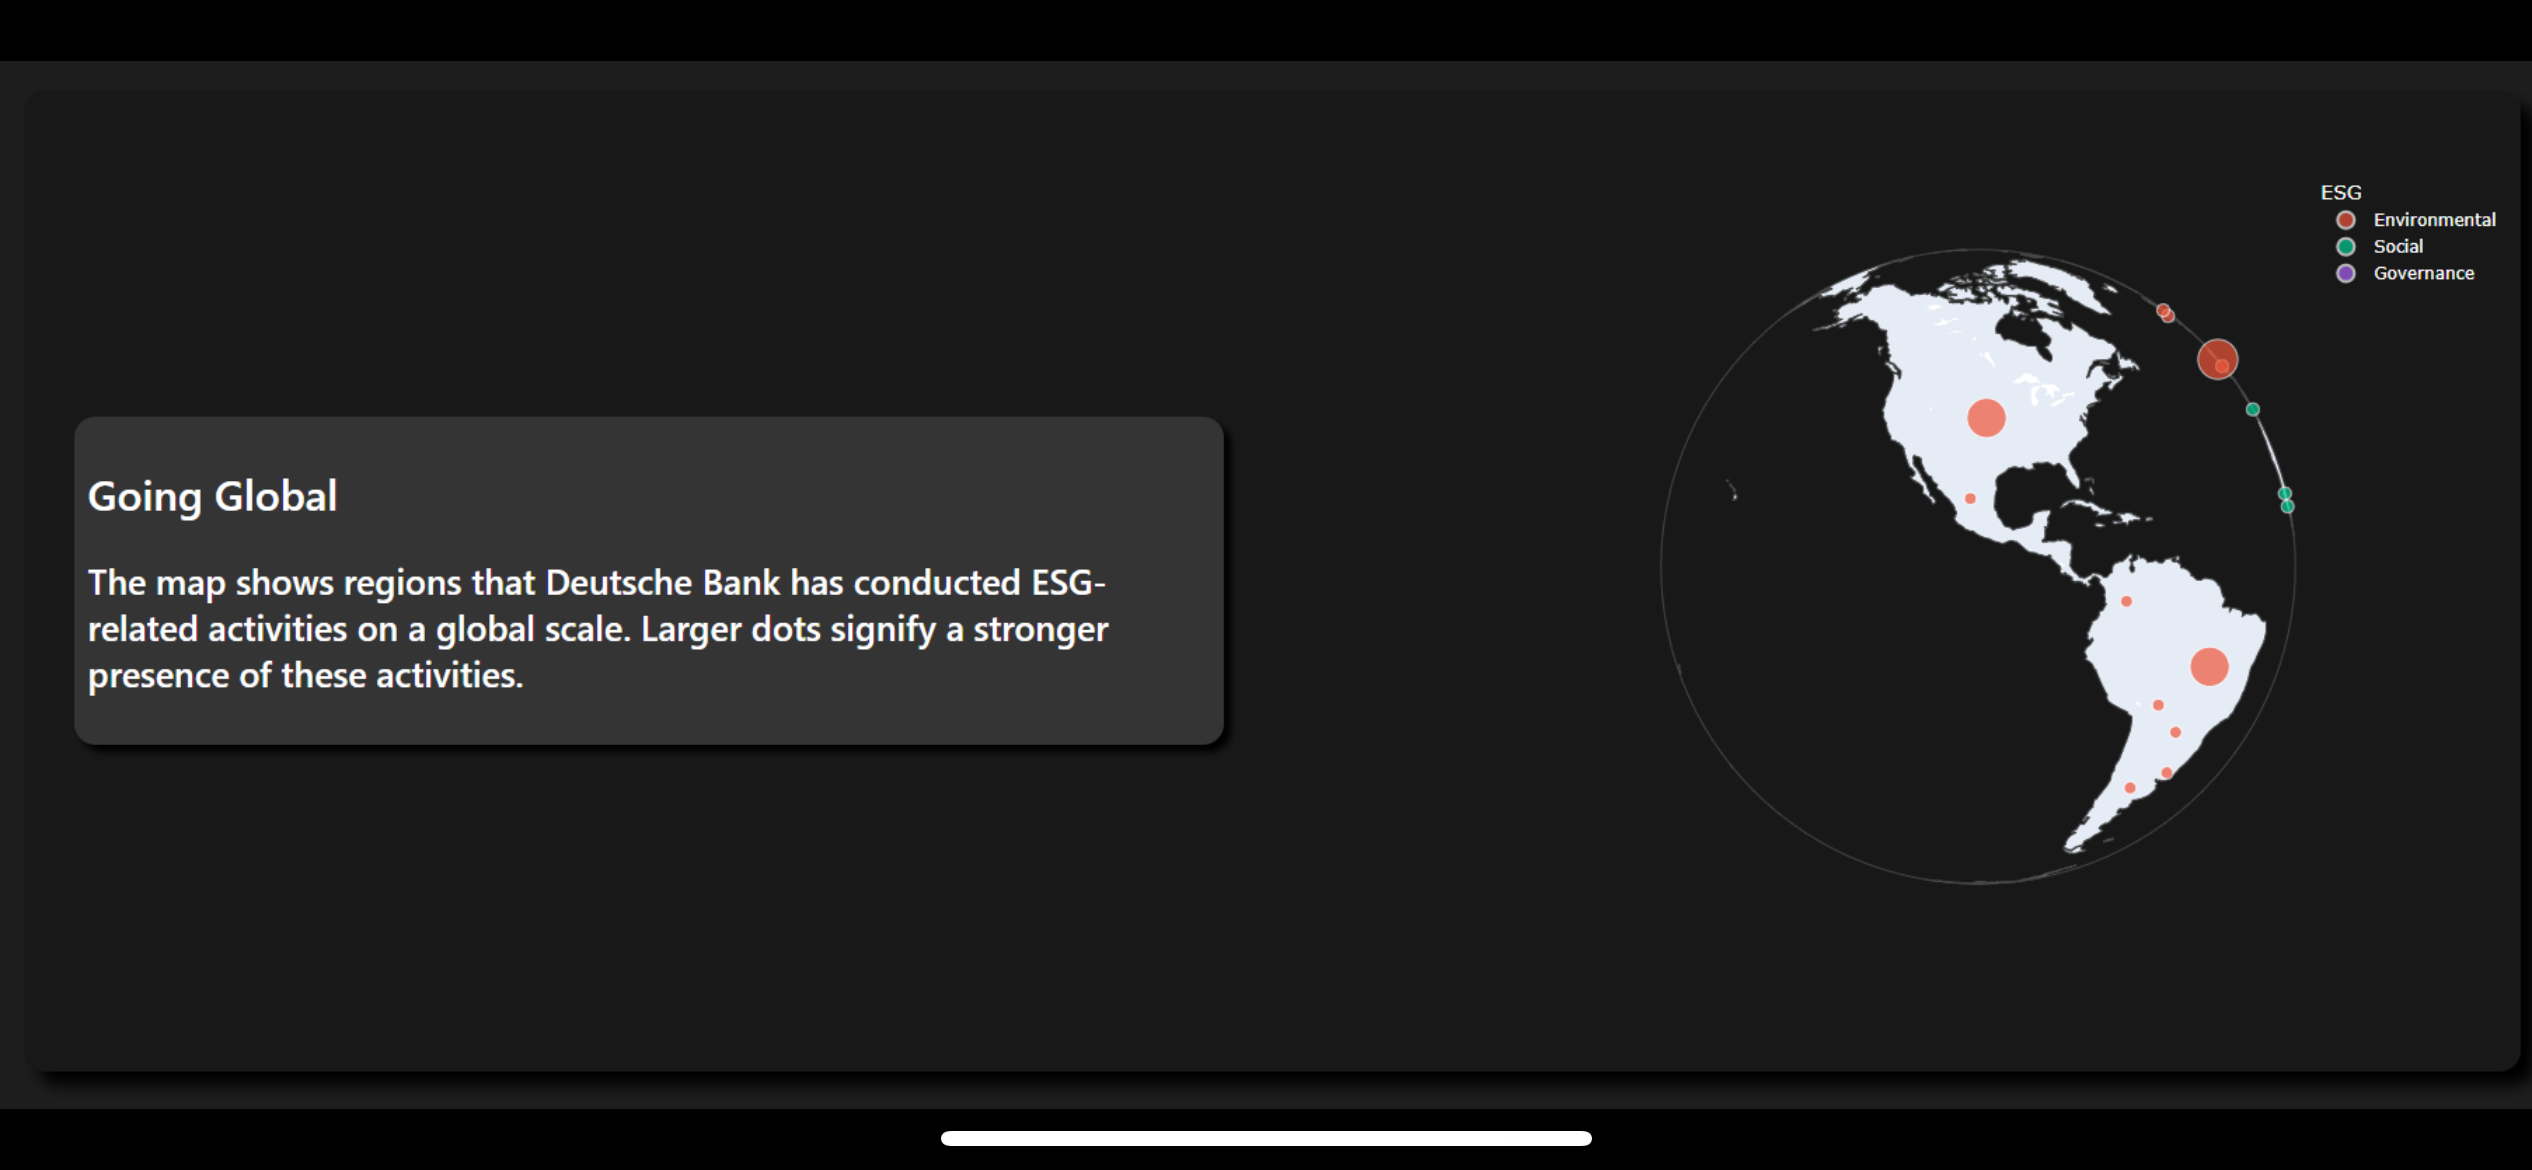 Going Global
The map shows regions that Deutsche Bank has conducted ESG-
related activities on a global scale. Larger dots signify a stronger
presence of these activities.
ESG
Environmental
Social
Governance